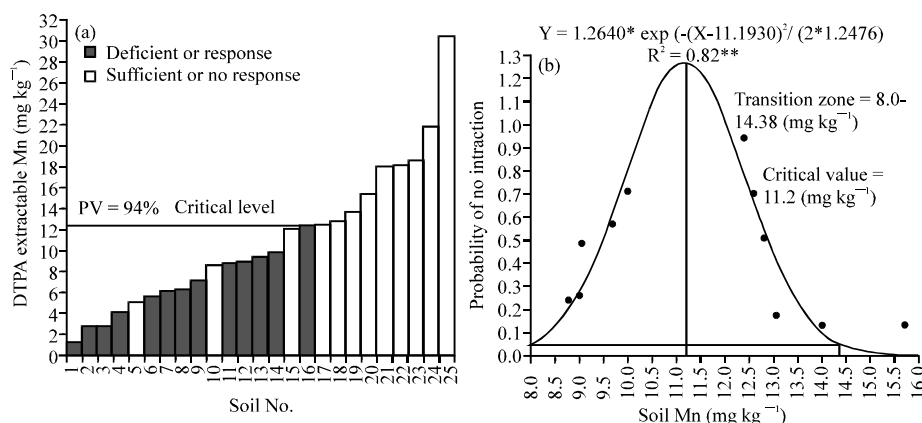 (a)
DTPA extractable Mn (mg kg⁻¹)
32
30
28
26
24
22
20
18
16
14
12
10
8
6
4
2
0
Deficient or response
Sufficient or no response
PV = 94% Critical level
1 2 3 4 5 6 7 8 9 10 11 12 13 14 15 16 17 18 19 20 21 22 23 24 25
Soil No.
Y = 1.2640* exp (-(X-11.1930)²/ (2*1.2476)
R² = 0.82**
(b)
Probability of no intraction
1.3
1.2
1.1
1.0
0.9
0.8
0.7
0.6
0.5
0.4
0.3
0.2
0.1
0.0
Transition zone = 8.0-
14.38 (mg kg⁻¹)
Critical value =
11.2 (mg kg⁻¹)
8.0 9.0 9.5 10.0 10.5 11.0 11.5 12.0 12.5 13.0 13.5 14.0 14.5 15.0 15.5 16.0
Soil Mn (mg kg⁻¹)